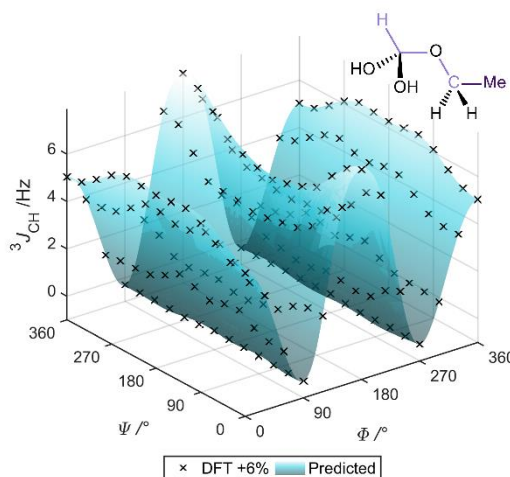 H
O
HO
OH
C
Me
H H
³J_CH /Hz
6
4
2
0
360
270
180
90
0
Ψ /°
0
90
180
270
360
Φ /°
× DFT +6% Predicted